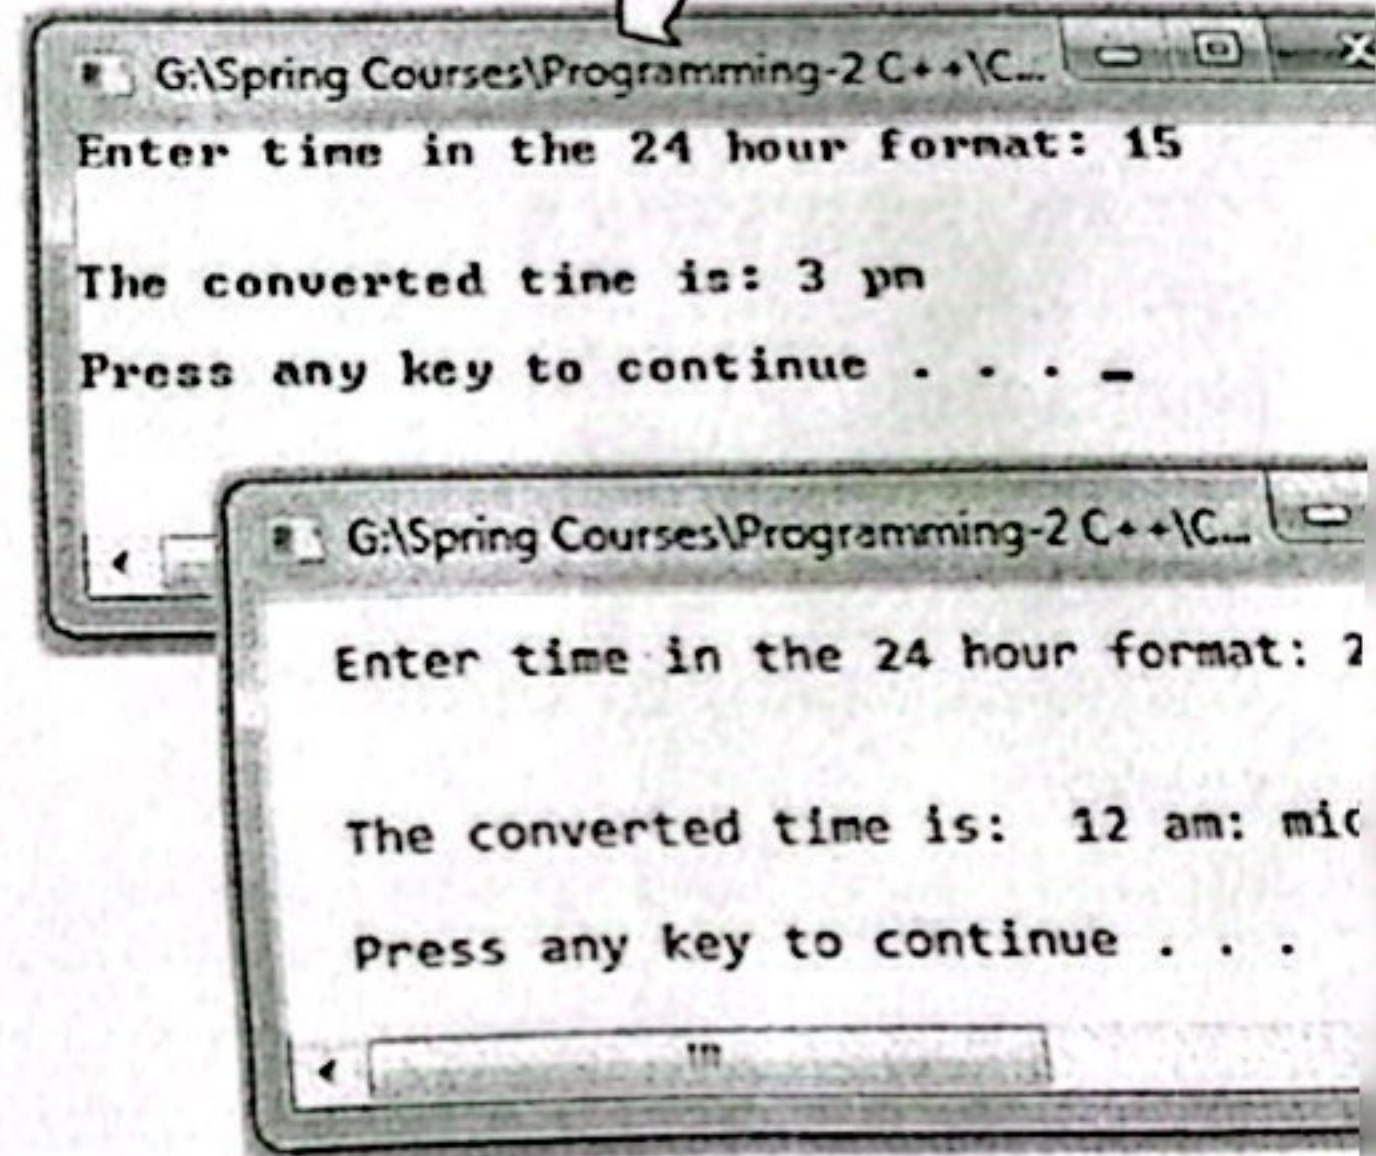 G:\Spring Courses\Programming-2 C++\C...
Enter time in the 24 hour format: 15
The converted time is: 3 pm
Press any key to continue . . . _
G:\Spring Courses\Programming-2 C++\C...
Enter time in the 24 hour format: 2
The converted time is: 12 am:
Press any key to continue . . .